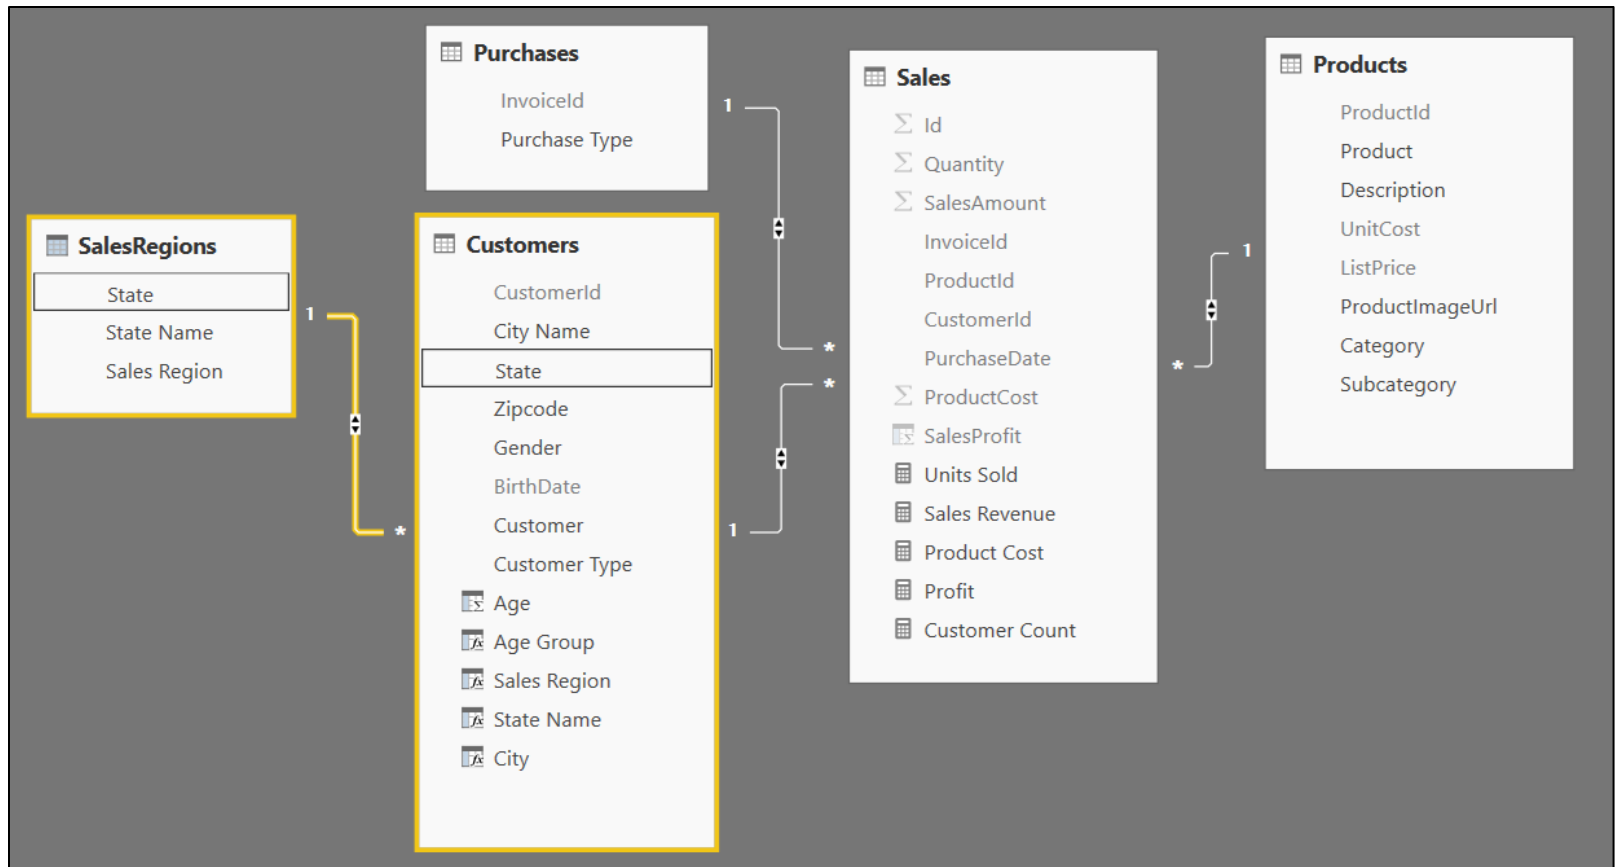 Purchases
InvoiceId
Purchase Type
1
SalesRegions
State
State Name
Sales Region
1
*
Customers
CustomerId
City Name
State
Zipcode
Gender
BirthDate
Customer
Customer Type
Age
Age Group
Sales Region
State Name
City
1
*
*
Sales
Id
Quantity
SalesAmount
InvoiceId
ProductId
CustomerId
PurchaseDate
ProductCost
SalesProfit
Units Sold
Sales Revenue
Product Cost
Profit
Customer Count
*
1
Products
ProductId
Product
Description
UnitCost
ListPrice
ProductImageUrl
Category
Subcategory